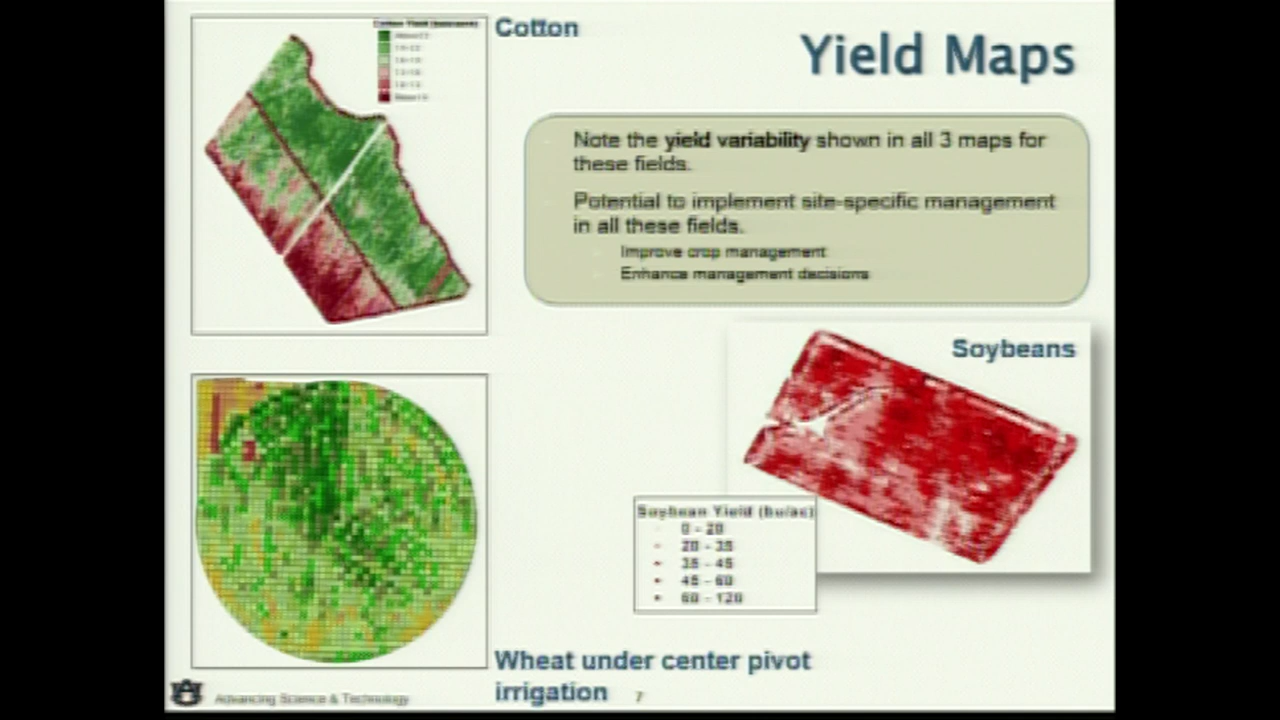 Cotton
Yield Maps
Note the yield variability shown in all 3 maps for
these fields.
Potential to implement site-specific management
in all these fields.
Improve crop management
Enhance management decisions
Soybeans
Soybean Yield (bu/ac)
0 - 20
20 - 35
35 - 45
45 - 60
60 - 120
Wheat under center pivot
irrigation
7
Advancing Science & Technology